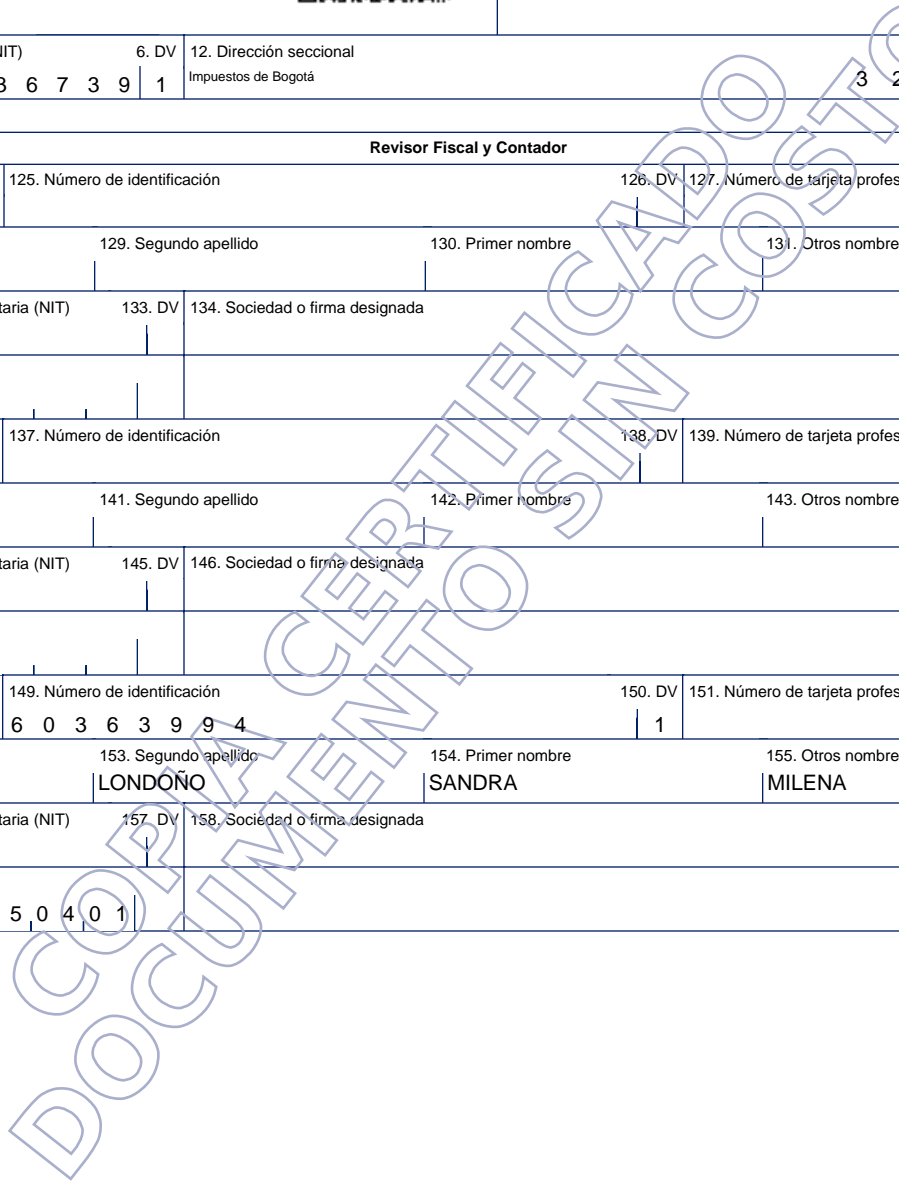 6. DV 12. Dirección seccional
6 7 3 9 1 Impuestos de Bogotá 3 2
Revisor Fiscal y Contador
125. Número de identificación 126. DV 127. Número de tarjeta profes
129. Segundo apellido 130. Primer nombre 131. Otros nombre
taria (NIT) 133. DV 134. Sociedad o firma designada
137. Número de identificación 138. DV 139. Número de tarjeta profes
141. Segundo apellido 142. Primer nombre 143. Otros nombre
taria (NIT) 145. DV 146. Sociedad o firma designada
149. Número de identificación 150. DV 151. Número de tarjeta profes
6 0 3 6 3 9 9 4 1
153. Segundo apellido 154. Primer nombre 155. Otros nombre
LONDOÑO SANDRA MILENA
taria (NIT) 157. DV 158. Sociedad o firma designada
5 0 4 0 1
COPIA CERTIFICADO
DOCUMENTO SIN COSTO